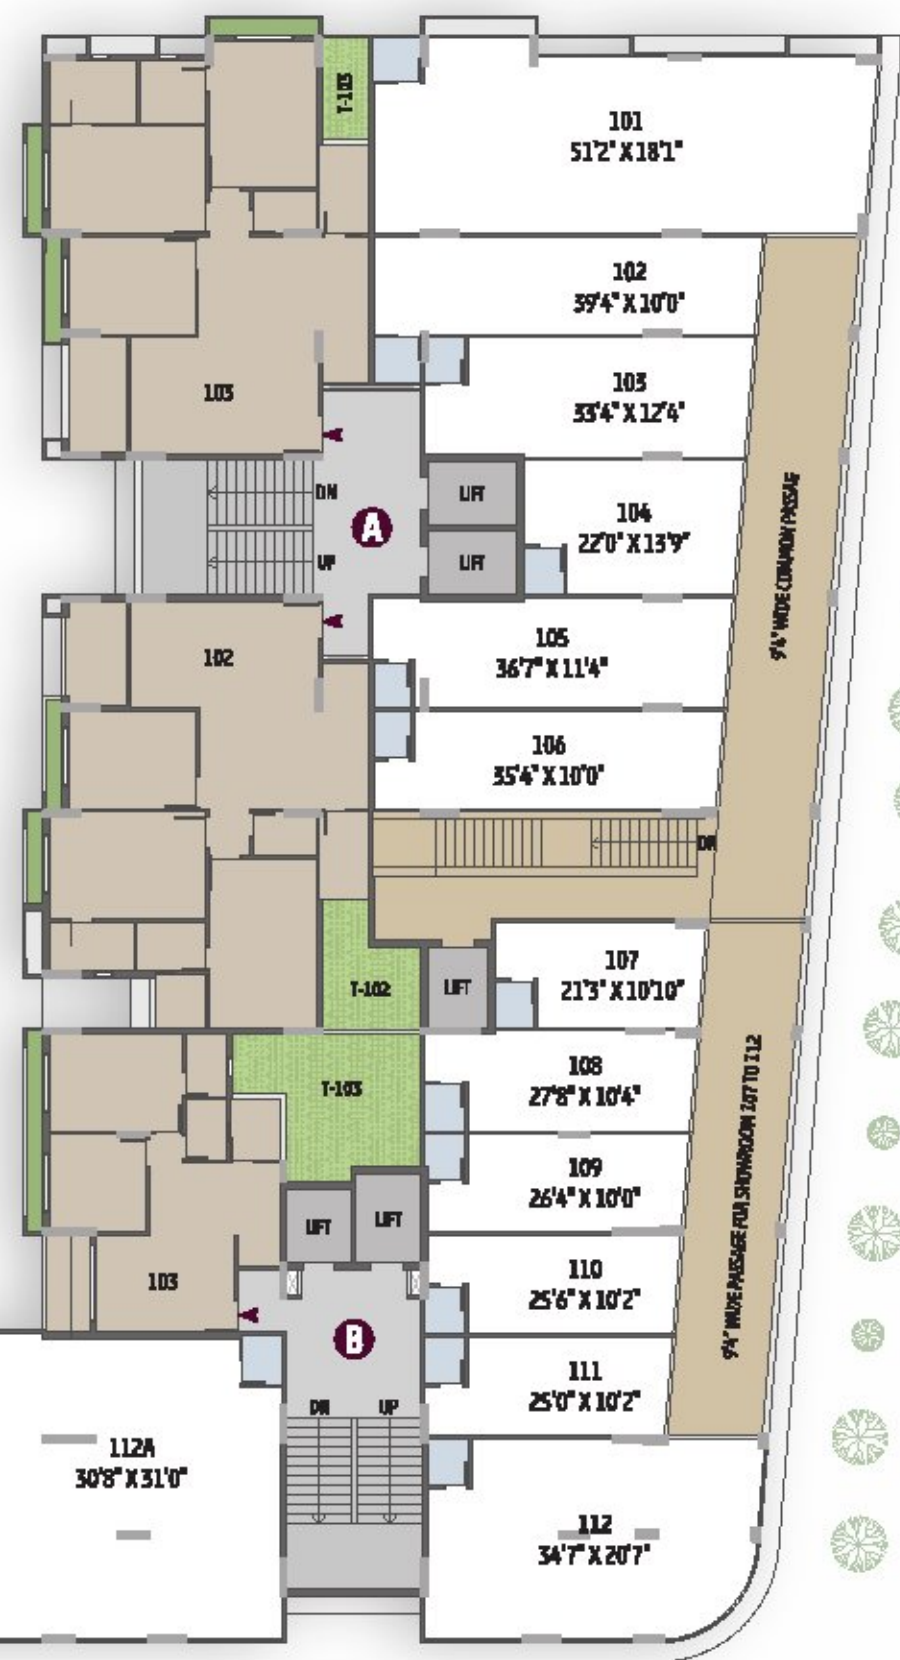 T-103
101
51'2" X 18'1"
102
39'4" X 10'0"
103
33'4" X 12'4"
103
DN
UP
A
LIFT
LIFT
104
22'0" X 13'9"
9'4" WIDE COMMON PASSAG
102
105
36'7" X 11'4"
106
35'4" X 10'0"
DN
T-102
LIFT
107
21'3" X 10'10"
T-103
108
27'8" X 10'4"
109
26'4" X 10'0"
9'4" WIDE PASSAGE FOR SHOWROOM 107 TO 112
LIFT
LIFT
103
110
25'6" X 10'2"
B
111
25'0" X 10'2"
DN
UP
112A
30'8" X 31'0"
112
34'7" X 20'7"